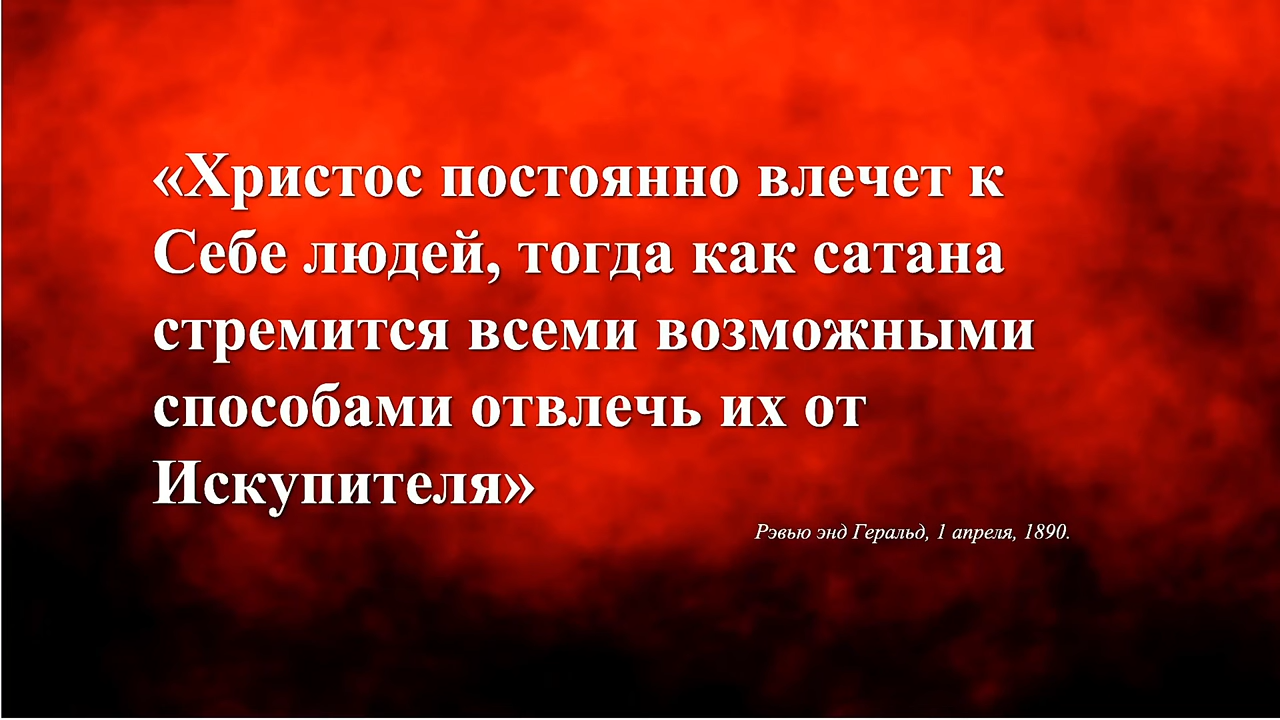 «Христос постоянно влечет к
Себе людей, тогда как сатана
стремится всеми возможными
способами отвлечь их от
Искупителя»
Рэвью энд Геральд, 1 апреля, 1890.